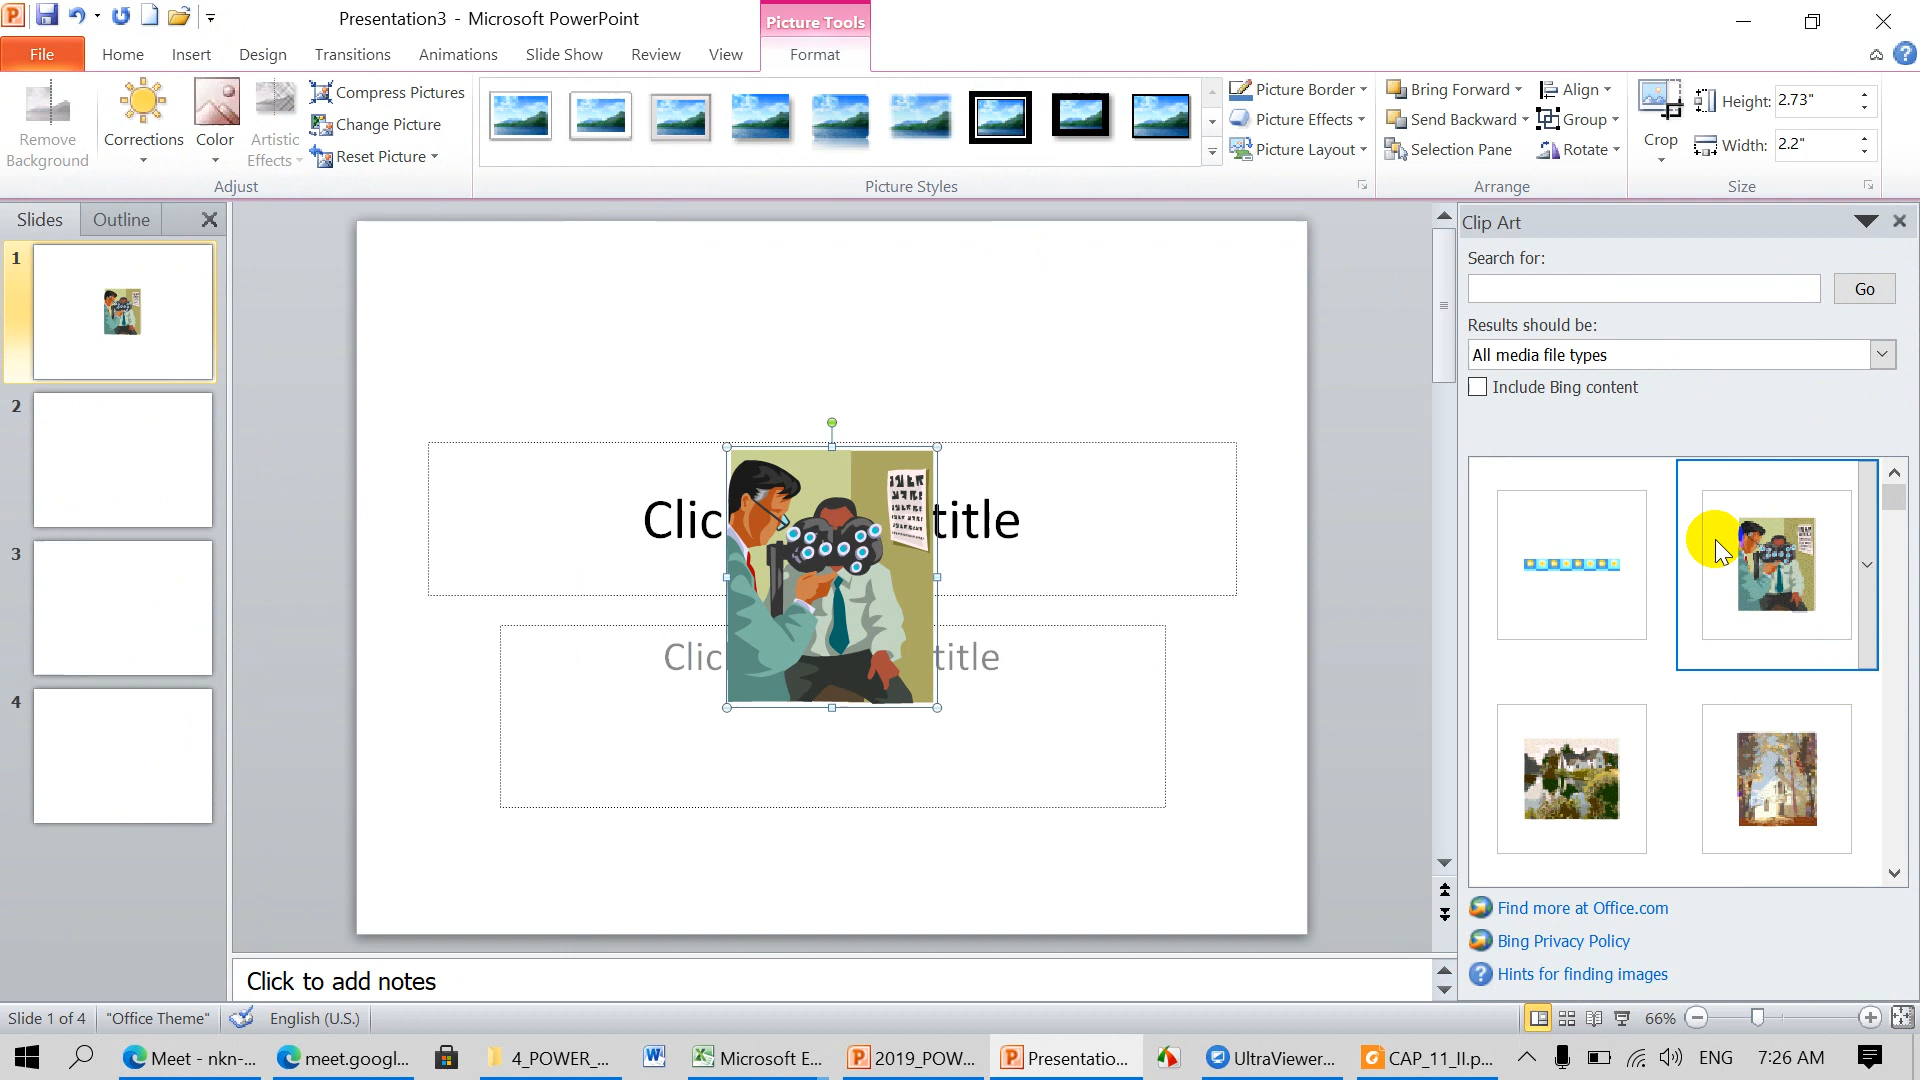 Presentation3 - Microsoft PowerPoint
Picture Tools
File
Home
Insert
Design
Transitions
Animations
Slide Show
Review
View
Format
Remove
Background
Corrections
Color
Artistic
Effects
Compress Pictures
Change Picture
Reset Picture
Adjust
Picture Styles
Picture Border
Picture Effects
Picture Layout
Bring Forward
Send Backward
Selection Pane
Align
Group
Rotate
Arrange
Crop
Height: 2.73"
Width: 2.2"
Size
Slides
Outline
1
2
3
4
Clic title
Clic title
Click to add notes
Clip Art
Search for:
Go
Results should be:
All media file types
Include Bing content
Find more at Office.com
Bing Privacy Policy
Hints for finding images
Slide 1 of 4
"Office Theme"
English (U.S.)
66%
Meet - nkn-...
meet.googl...
4_POWER_...
Microsoft E...
2019_POW...
Presentatio...
UltraViewer...
CAP_11_II.p...
ENG
7:26 AM